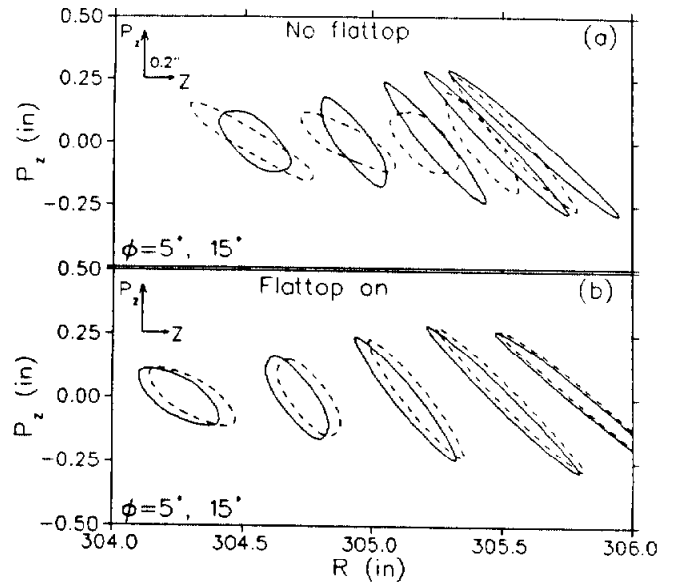 0.50
P_z
No flattop
(a)
0.2"
Z
0.25
0.00
-0.25
P_z (in)
φ=5°, 15°
0.50
P_z
Flattop on
(b)
Z
0.25
0.00
-0.25
-0.50
P_z (in)
φ=5°, 15°
304.0 304.5 305.0 305.5 306.0
R (in)